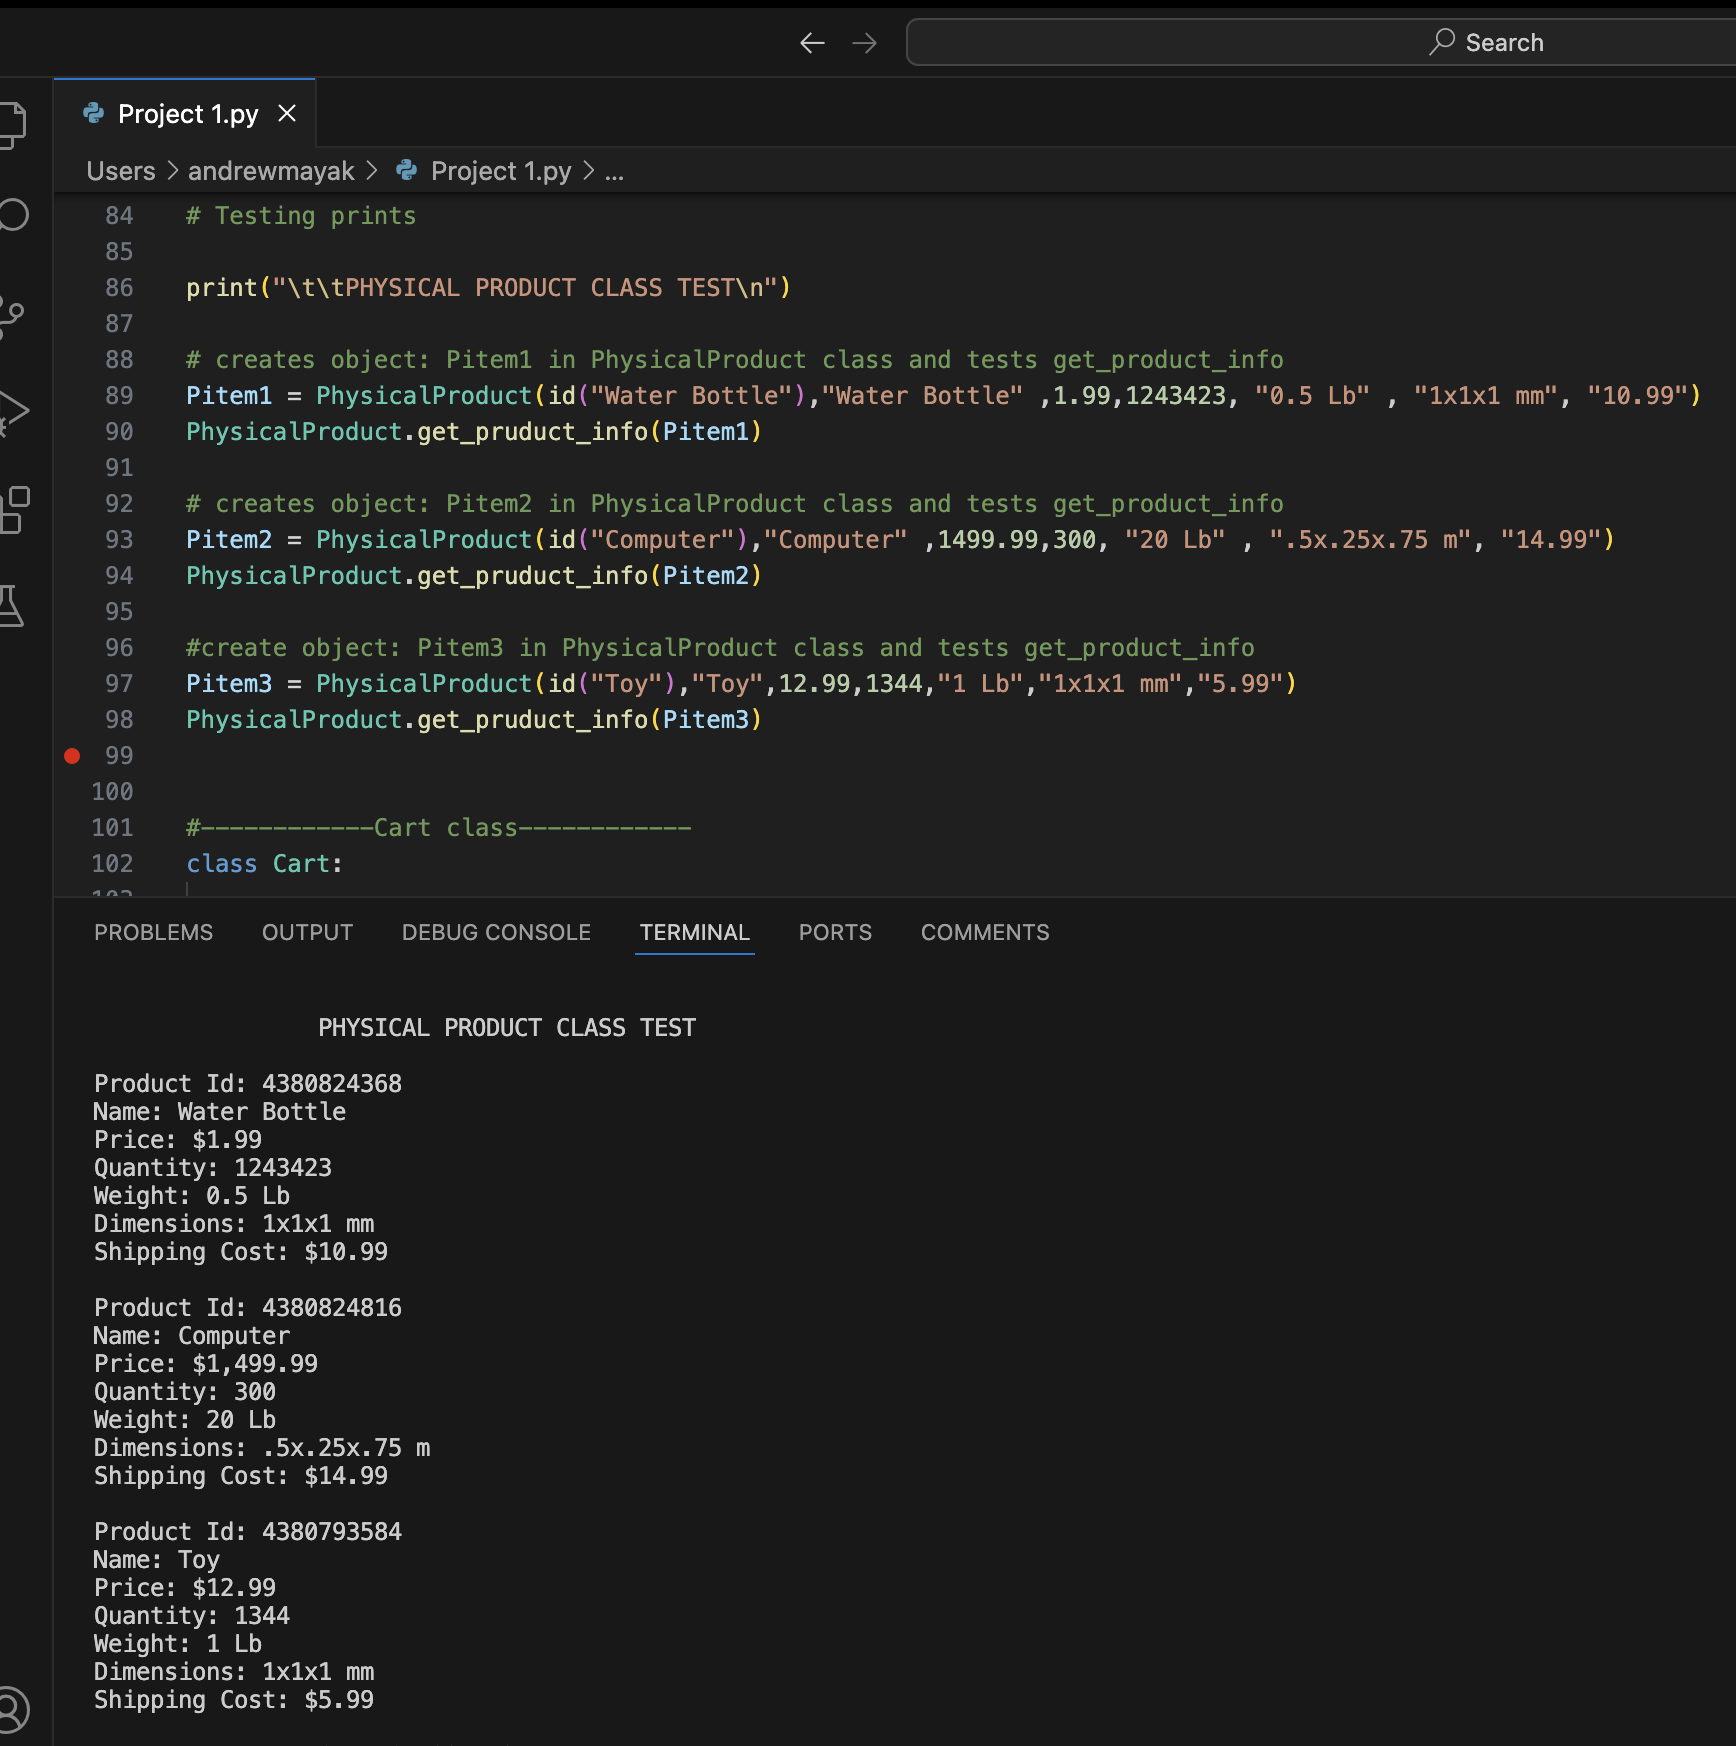 Search
Project 1.py
Users > andrewmayak > Project 1.py > ...
84 # Testing prints
85
86 print("\t\tPHYSICAL PRODUCT CLASS TEST\n")
87
88 # creates object: Pitem1 in PhysicalProduct class and tests get_product_info
89 Pitem1 = PhysicalProduct(id("Water Bottle"),"Water Bottle" ,1.99,1243423, "0.5 Lb" , "1x1x1 mm", "10.99")
90 PhysicalProduct.get_pruduct_info(Pitem1)
91
92 # creates object: Pitem2 in PhysicalProduct class and tests get_product_info
93 Pitem2 = PhysicalProduct(id("Computer"),"Computer" ,1499.99,300, "20 Lb" , ".5x.25x.75 m", "14.99")
94 PhysicalProduct.get_pruduct_info(Pitem2)
95
96 #create object: Pitem3 in PhysicalProduct class and tests get_product_info
97 Pitem3 = PhysicalProduct(id("Toy"),"Toy",12.99,1344,"1 Lb","1x1x1 mm","5.99")
98 PhysicalProduct.get_pruduct_info(Pitem3)
99
100
101 #------------Cart class------------
102 class Cart:
PROBLEMS OUTPUT DEBUG CONSOLE TERMINAL PORTS COMMENTS
PHYSICAL PRODUCT CLASS TEST
Product Id: 4380824368
Name: Water Bottle
Price: $1.99
Quantity: 1243423
Weight: 0.5 Lb
Dimensions: 1x1x1 mm
Shipping Cost: $10.99
Product Id: 4380824816
Name: Computer
Price: $1,499.99
Quantity: 300
Weight: 20 Lb
Dimensions: .5x.25x.75 m
Shipping Cost: $14.99
Product Id: 4380793584
Name: Toy
Price: $12.99
Quantity: 1344
Weight: 1 Lb
Dimensions: 1x1x1 mm
Shipping Cost: $5.99